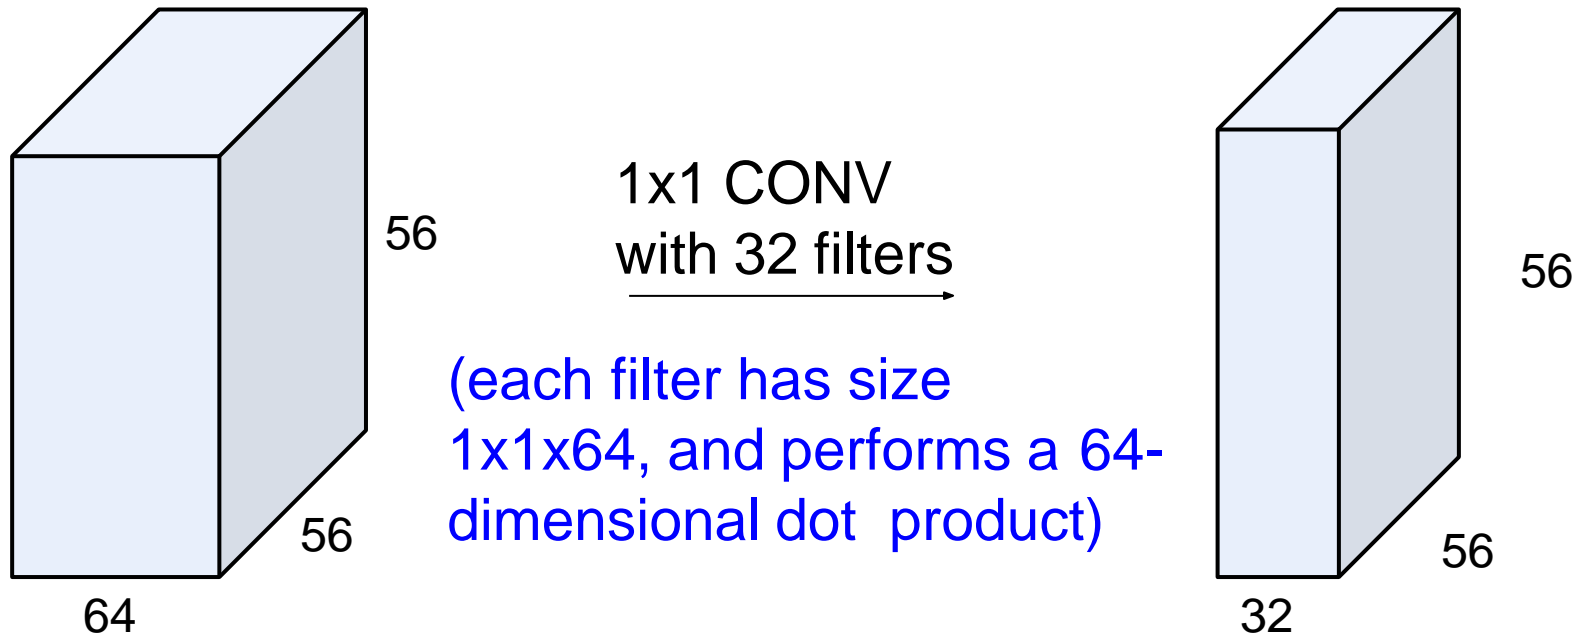 56
56
64
1x1 CONV
with 32 filters
(each filter has size
1x1x64, and performs a 64-
dimensional dot product)
56
56
32